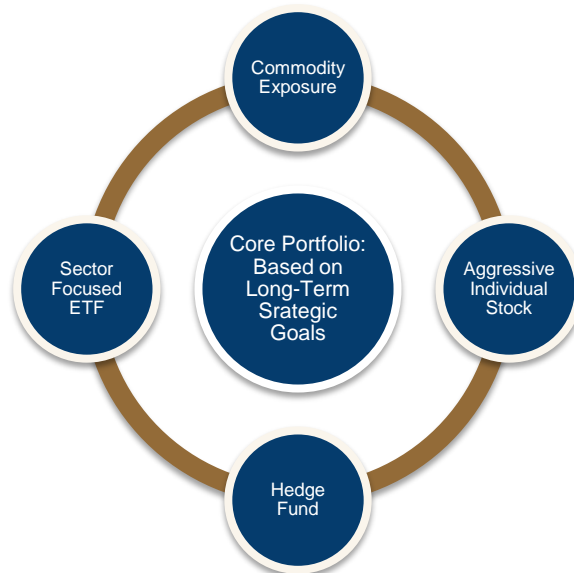 Commodity
Exposure
Core Portfolio:
Based on
Long-Term
Srategic
Goals
Sector
Focused
ETF
Aggressive
Individual
Stock
Hedge
Fund